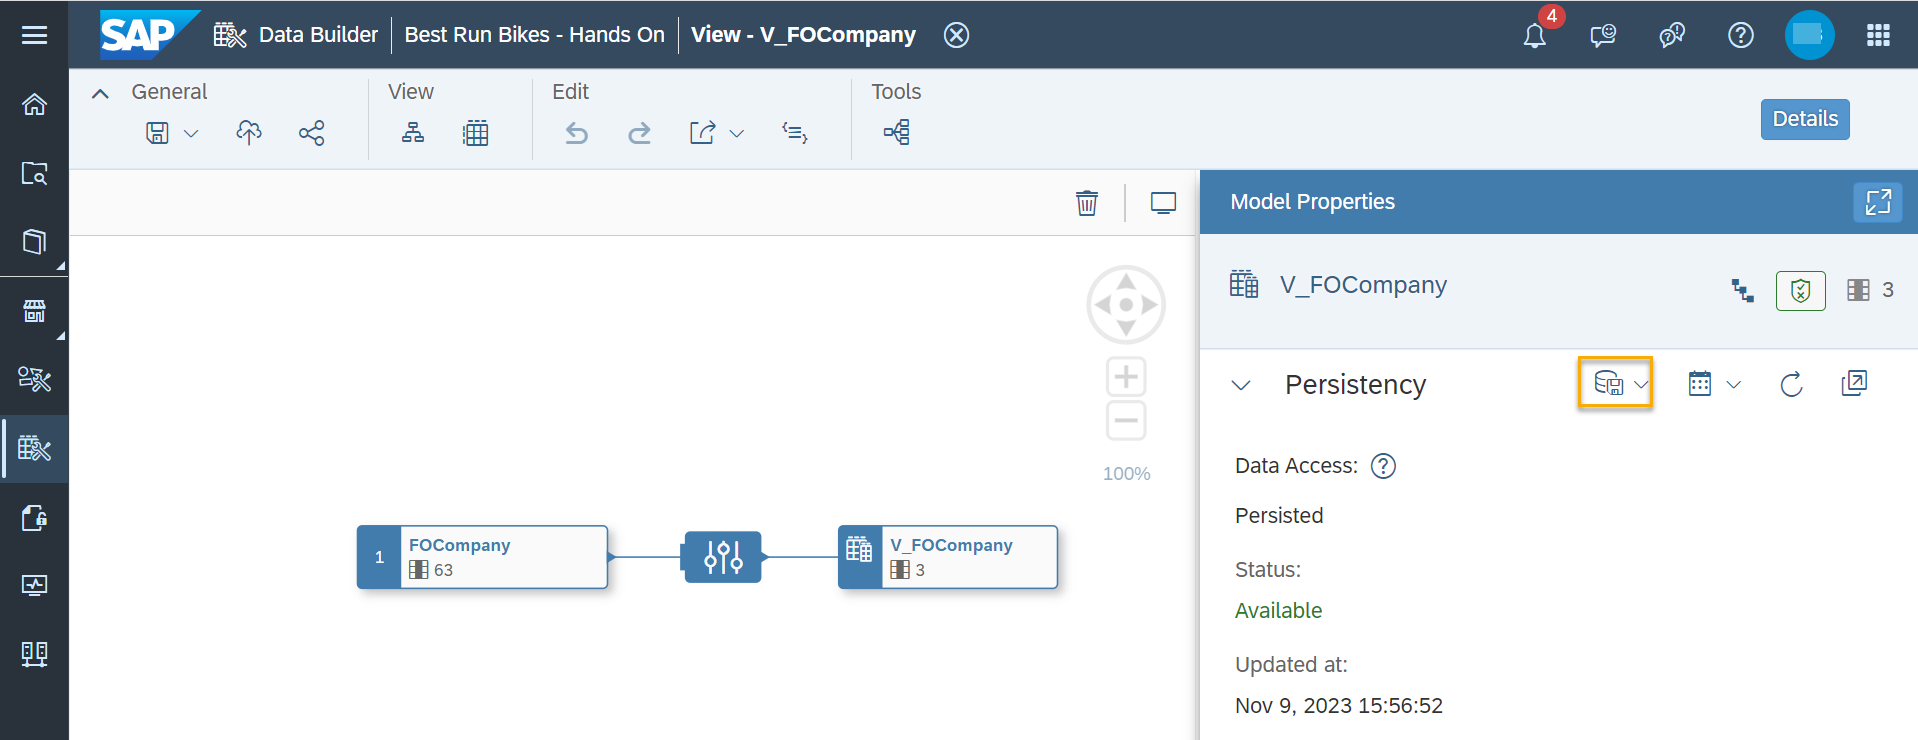 SAP Data Builder Best Run Bikes - Hands On View - V_FOCompany 4
General View Edit Tools
Details
Model Properties
V_FOCompany 3
Persistency
100%
Data Access:
Persisted
1 FOCompany
63
V_FOCompany
3
Status:
Available
Updated at:
Nov 9, 2023 15:56:52